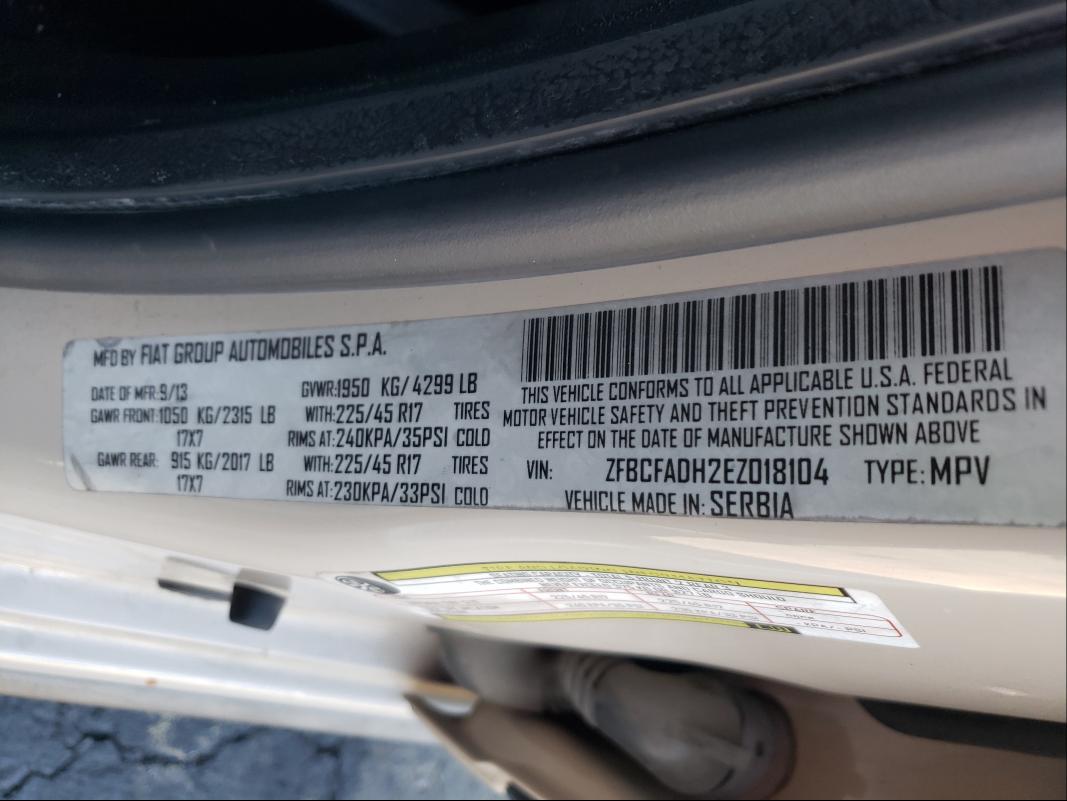 MFD BY FIAT GROUP AUTOMOBILES S.P.A.
DATE OF MFR: 9/13 GVWR: 1950 KG/ 4299 LB
GAWR FRONT: 1050 KG/2315 LB WITH: 225/45 R17 TIRES
17X7 RIMS AT: 240KPA/35PSI COLD
GAWR REAR: 915 KG/2017 LB WITH: 225/45 R17 TIRES
17X7 RIMS AT: 230KPA/33PSI COLD
THIS VEHICLE CONFORMS TO ALL APPLICABLE U.S.A. FEDERAL
MOTOR VEHICLE SAFETY AND THEFT PREVENTION STANDARDS IN
EFFECT ON THE DATE OF MANUFACTURE SHOWN ABOVE
VIN: ZFBCFADH2EZ018104 TYPE: MPV
VEHICLE MADE IN: SERBIA